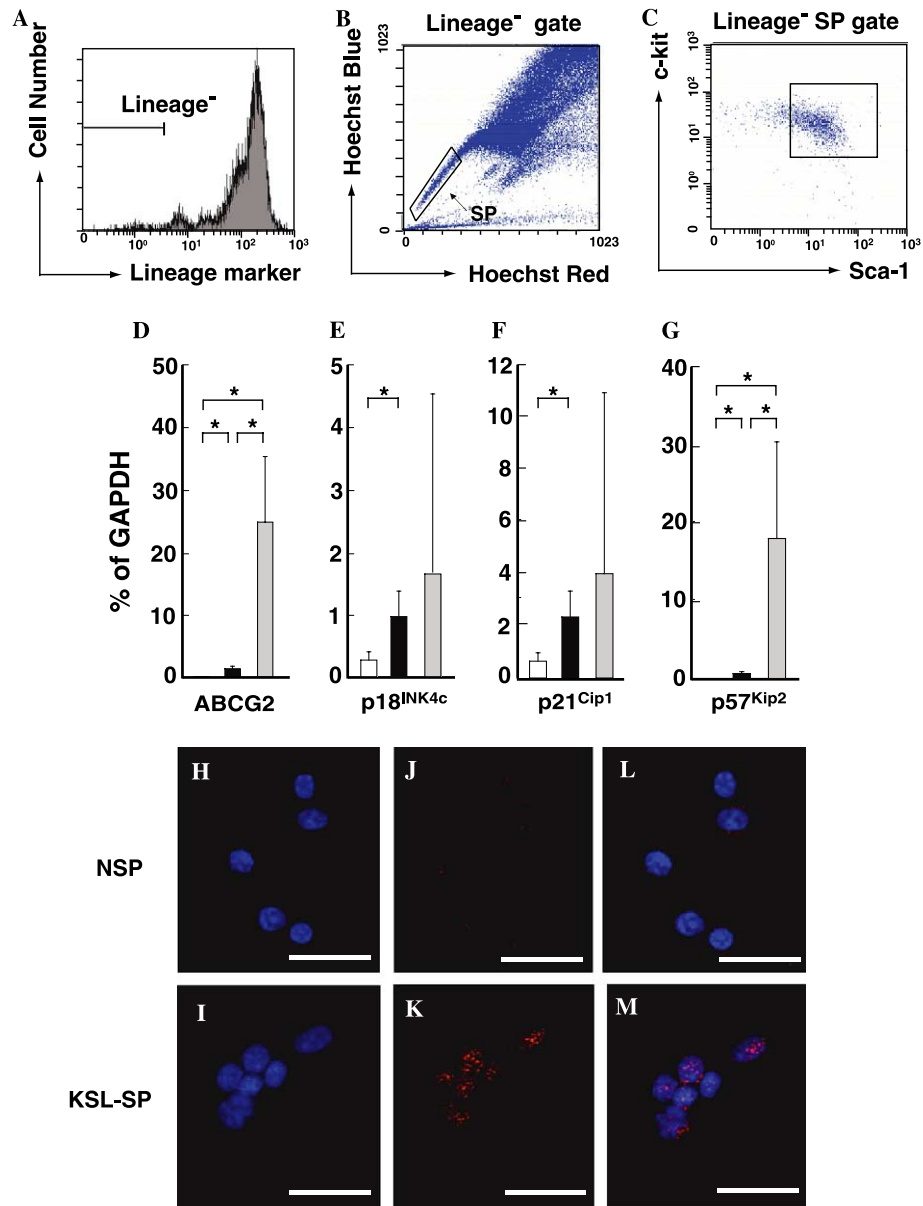 A
Cell Number
Lineage⁻
0 10⁰ 10¹ 10² 10³
Lineage marker
B
Lineage⁻ gate
Hoechst Blue
1023
0
SP
0 1023
Hoechst Red
C
Lineage⁻ SP gate
c-kit
10³
10²
10¹
10⁰
0
0 10⁰ 10¹ 10² 10³
Sca-1
% of GAPDH
D
50
40
30
20
10
0
* * *
ABCG2
E
5
4
3
2
1
0
*
p18INK4c
F
12
10
8
6
4
2
0
*
p21Cip1
G
40
30
20
10
0
* * *
p57Kip2
NSP
H J L
KSL-SP
I K M